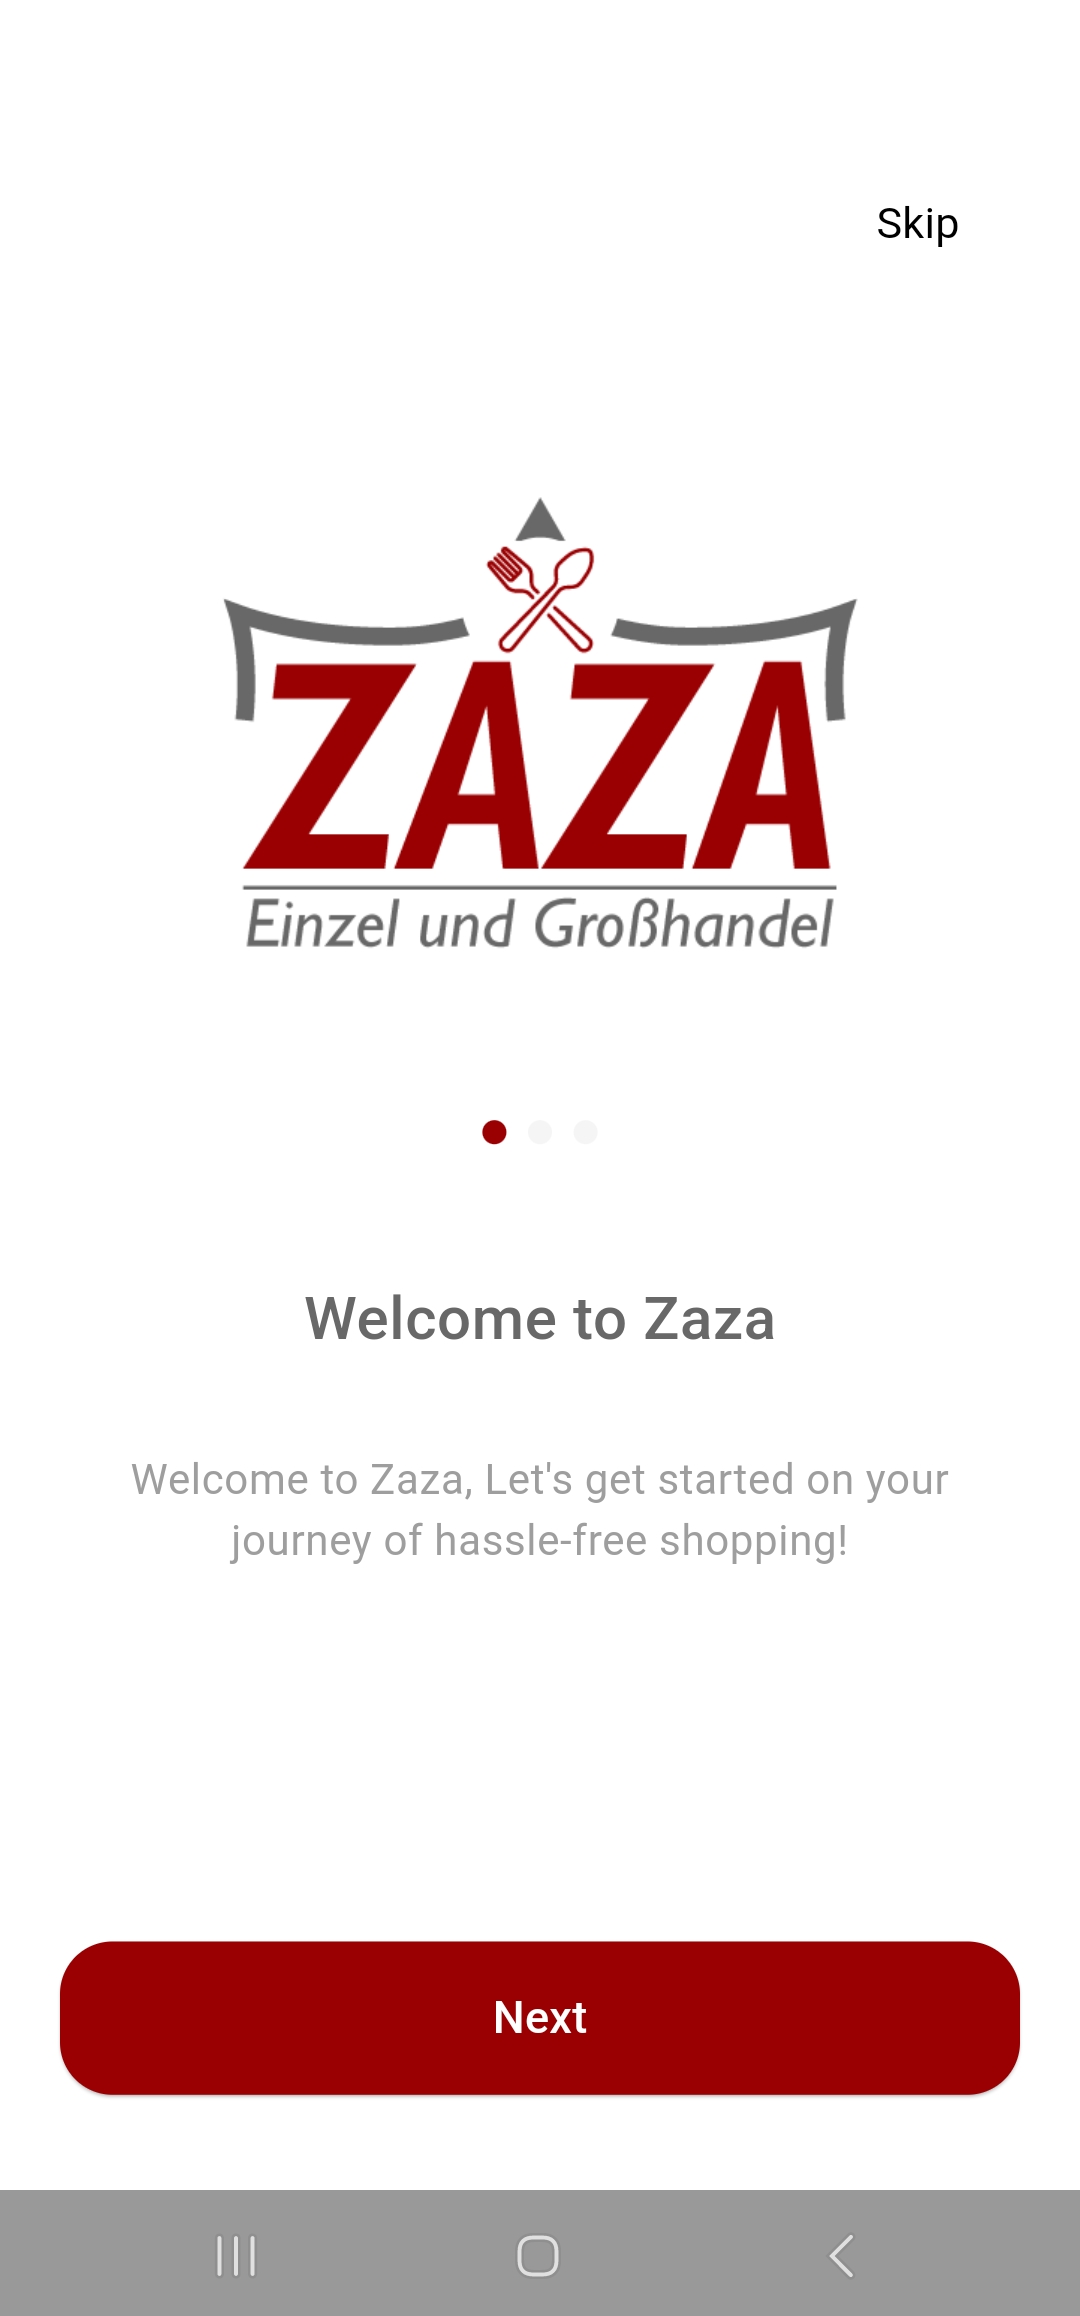 Skip
ZAZA
Einzel und Großhandel
Welcome to Zaza
Welcome to Zaza, Let's get started on your
journey of hassle-free shopping!
Next